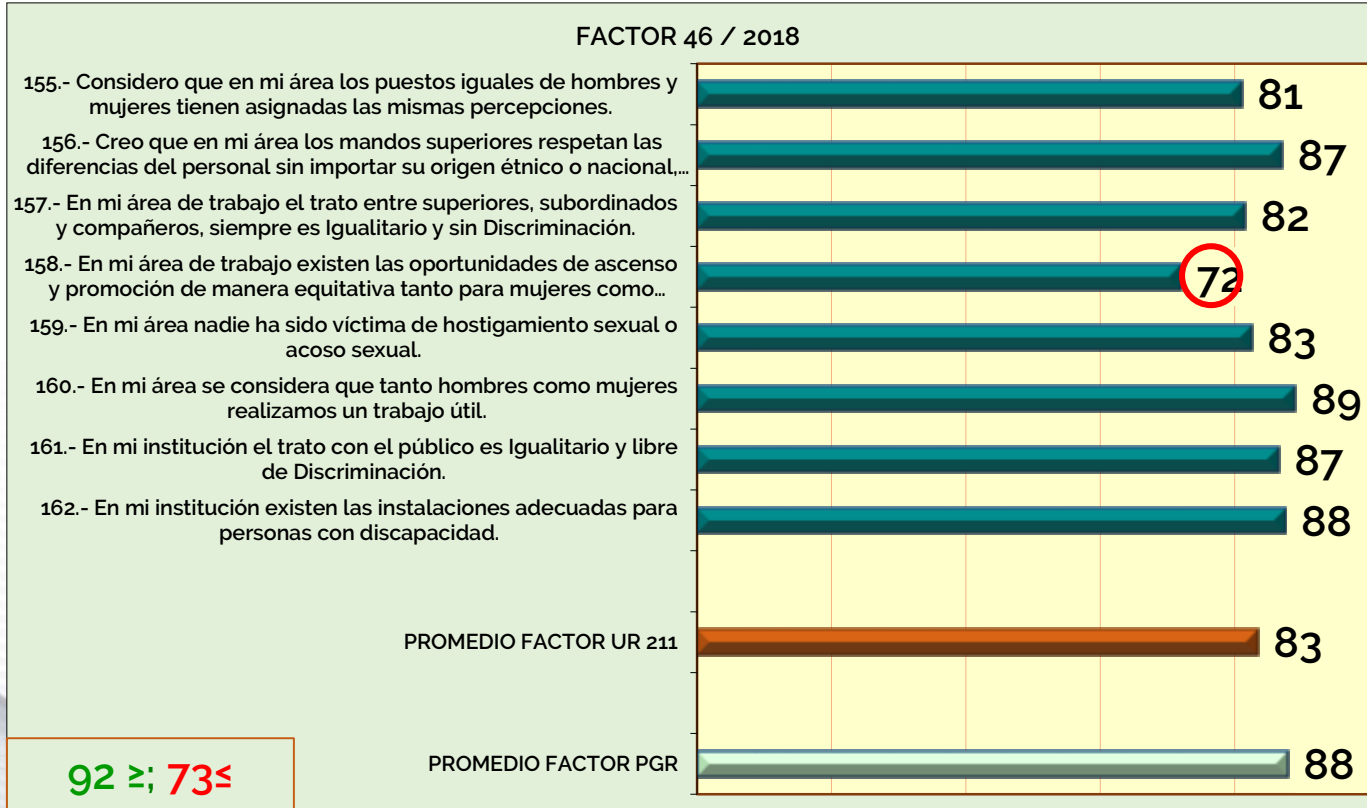 FACTOR 46 / 2018
155.- Considero que en mi área los puestos iguales de hombres y
mujeres tienen asignadas las mismas percepciones.
81
156.- Creo que en mi área los mandos superiores respetan las
diferencias del personal sin importar su origen étnico o nacional,...
87
157.- En mi área de trabajo el trato entre superiores, subordinados
y compañeros, siempre es Igualitario y sin Discriminación.
82
158.- En mi área de trabajo existen las oportunidades de ascenso
y promoción de manera equitativa tanto para mujeres como...
72
159.- En mi área nadie ha sido víctima de hostigamiento sexual o
acoso sexual.
83
160.- En mi área se considera que tanto hombres como mujeres
realizamos un trabajo útil.
89
161.- En mi institución el trato con el público es Igualitario y libre
de Discriminación.
87
162.- En mi institución existen las instalaciones adecuadas para
personas con discapacidad.
88
PROMEDIO FACTOR UR 211
83
PROMEDIO FACTOR PGR
88
92 ≥; 73≤